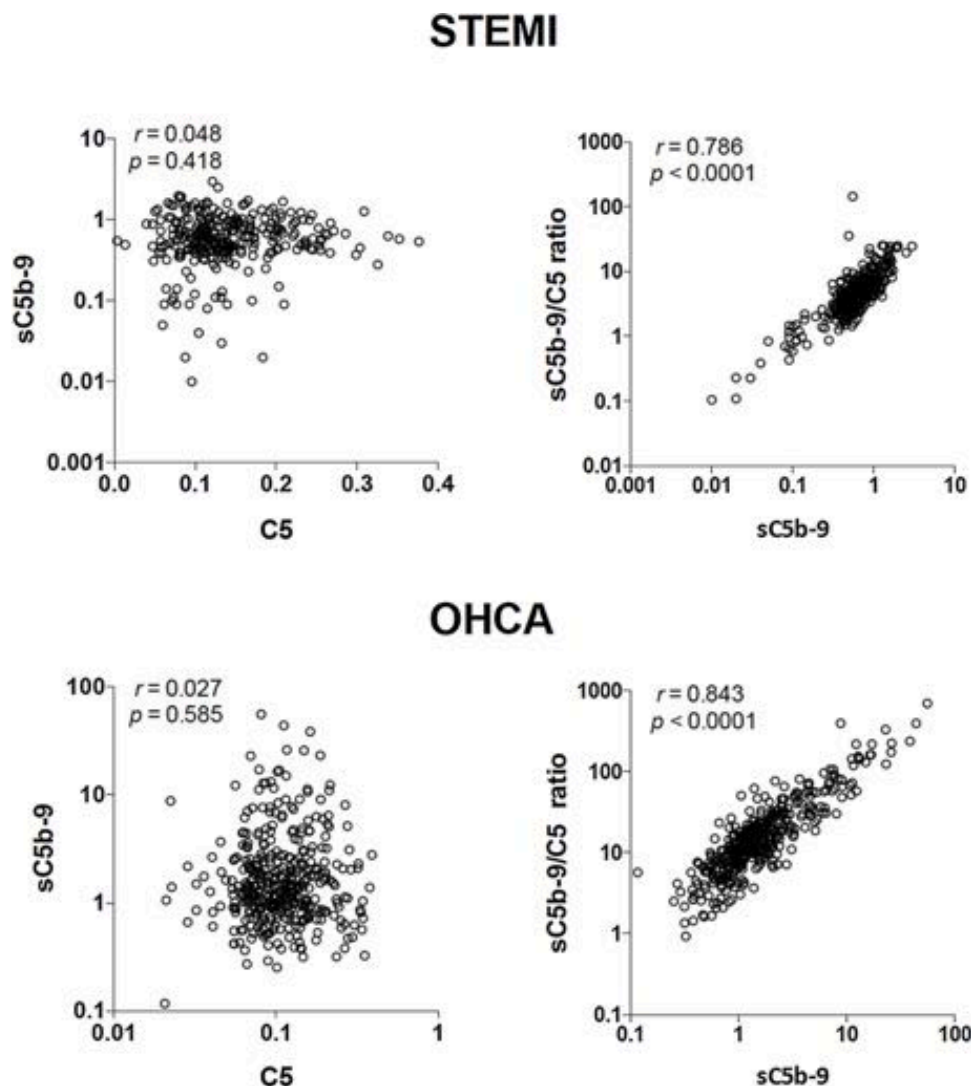 STEMI
r = 0.048
p = 0.418
10
1
0.1
0.01
0.001
sC5b-9
0.0 0.1 0.2 0.3 0.4
C5
r = 0.786
p < 0.0001
1000
100
10
1
0.1
0.01
sC5b-9/C5 ratio
0.001 0.01 0.1 1 10
sC5b-9
OHCA
r = 0.027
p = 0.585
100
10
1
0.1
sC5b-9
0.01 0.1 1
C5
r = 0.843
p < 0.0001
1000
100
10
1
0.1
sC5b-9/C5 ratio
0.1 1 10 100
sC5b-9